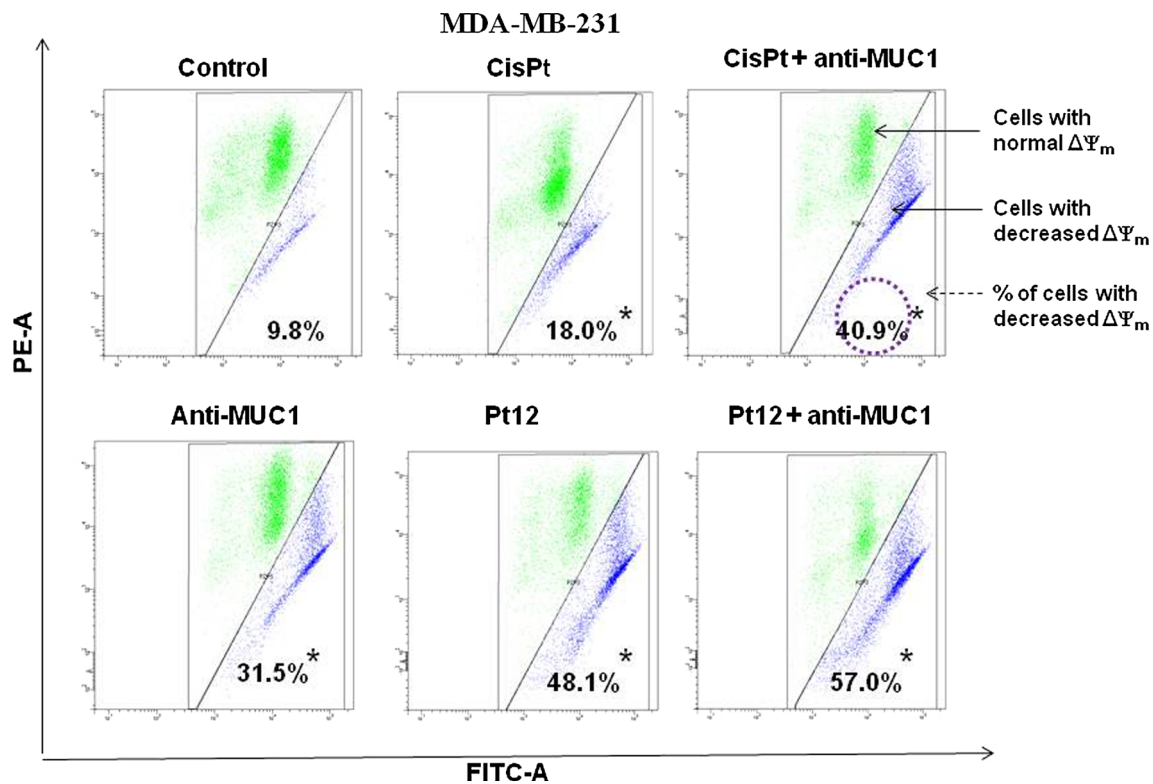 MDA-MB-231
Control
CisPt
CisPt + anti-MUC1
9.8%
18.0%*
40.9%*
Cells with
normal ΔΨm
Cells with
decreased ΔΨm
% of cells with
decreased ΔΨm
PE-A
Anti-MUC1
Pt12
Pt12 + anti-MUC1
31.5%*
48.1%*
57.0%*
FITC-A